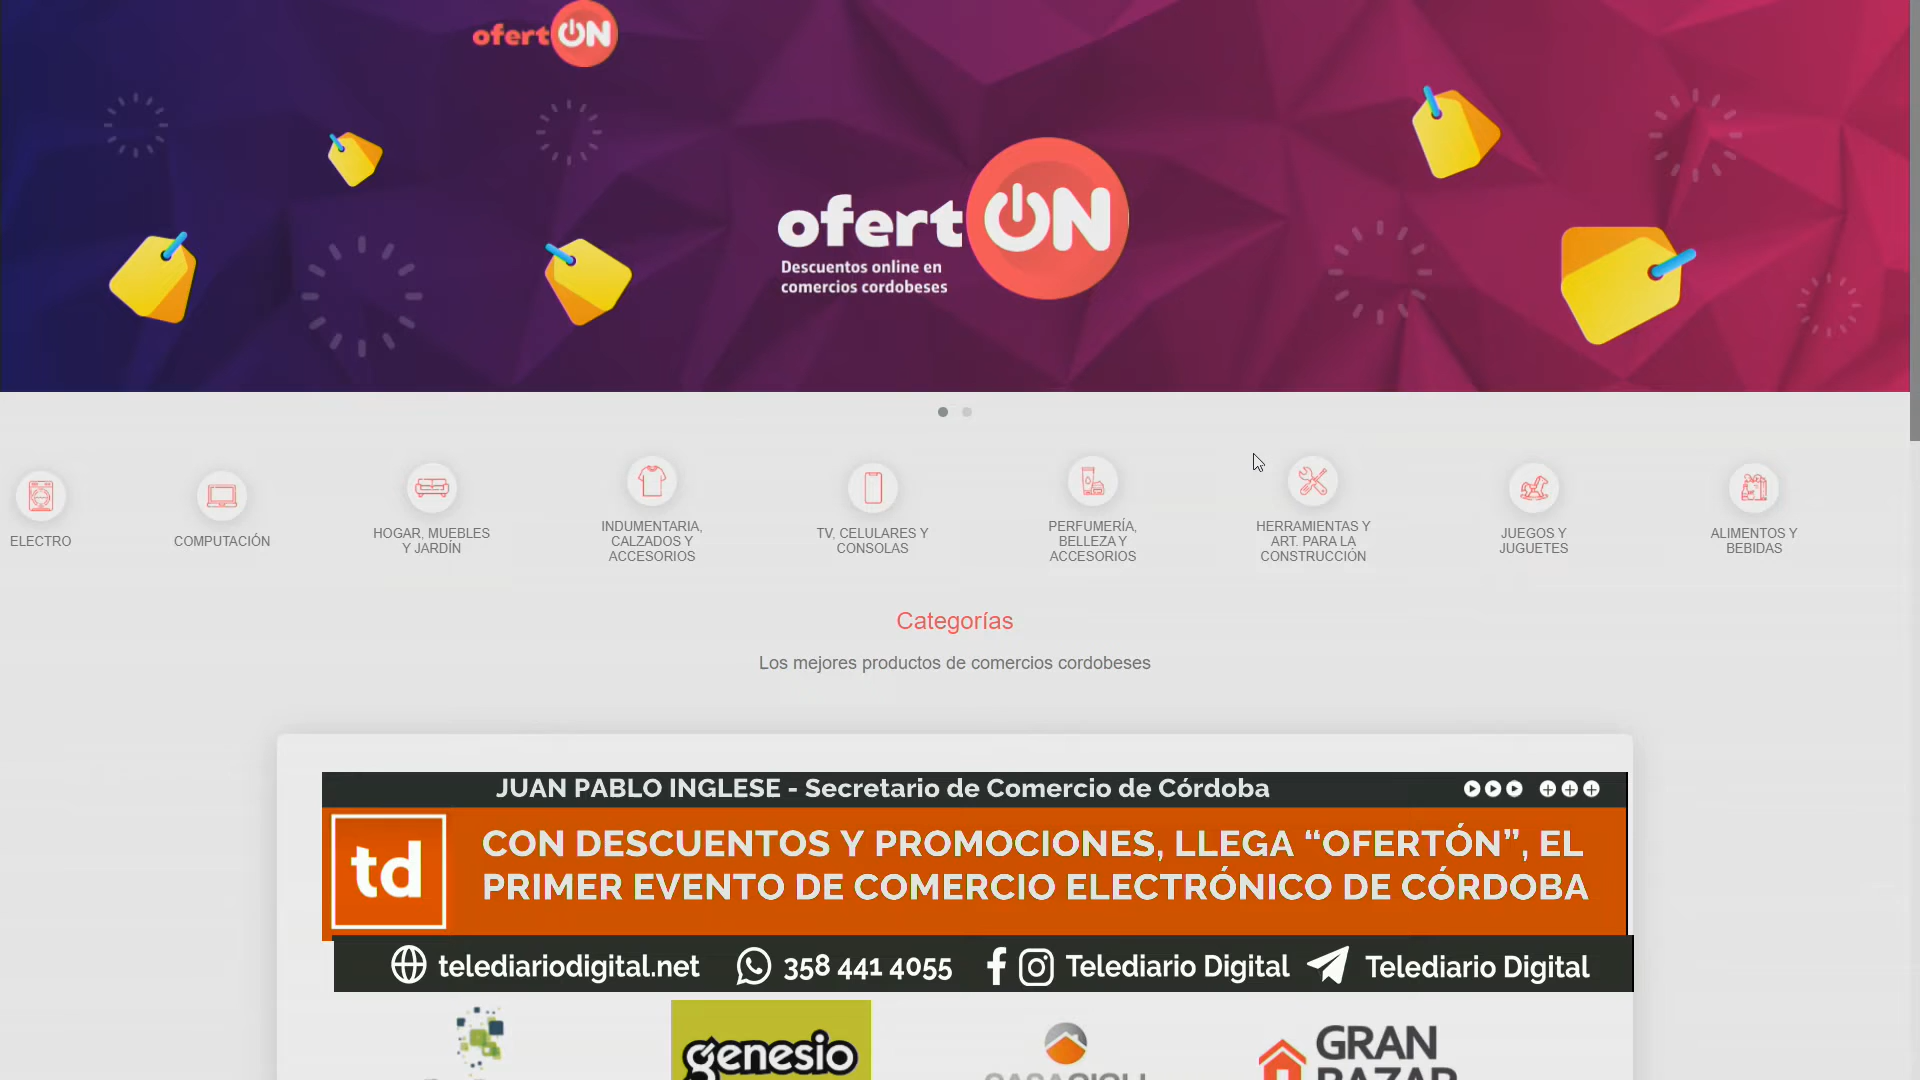 ofertON
ofertON
Descuentos online en
comercios cordobeses
ELECTRO
COMPUTACIÓN
HOGAR, MUEBLES
Y JARDÍN
INDUMENTARIA,
CALZADOS Y
ACCESORIOS
TV, CELULARES Y
CONSOLAS
PERFUMERÍA,
BELLEZA Y
ACCESORIOS
HERRAMIENTAS Y
ART. PARA LA
CONSTRUCCIÓN
JUEGOS Y
JUGUETES
ALIMENTOS Y
BEBIDAS
Categorías
Los mejores productos de comercios cordobeses
JUAN PABLO INGLESE - Secretario de Comercio de Córdoba
td
CON DESCUENTOS Y PROMOCIONES, LLEGA “OFERTÓN”, EL
PRIMER EVENTO DE COMERCIO ELECTRÓNICO DE CÓRDOBA
telediariodigital.net 358 441 4055 Telediario Digital Telediario Digital
genesio
GRAN
BAZAR